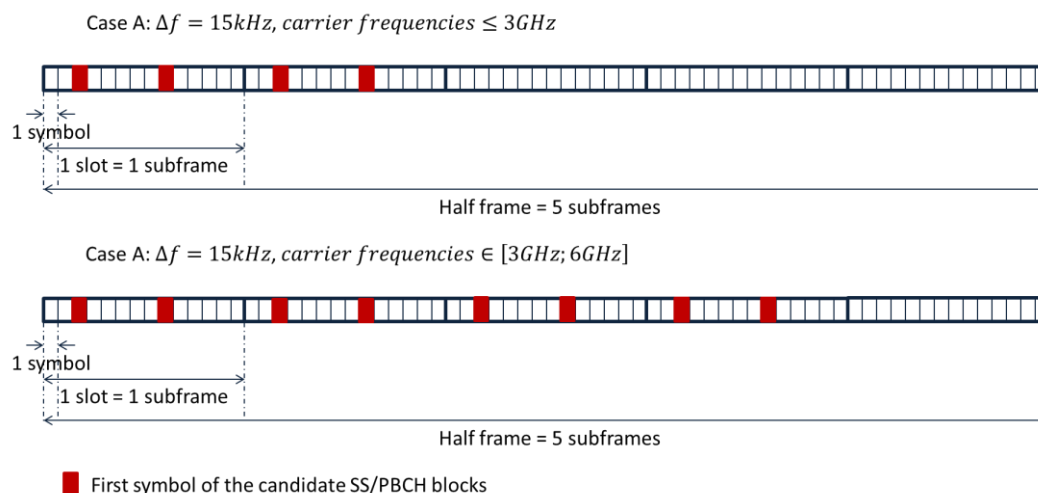 Case A: Δf = 15kHz, carrier frequencies ≤ 3GHz
1 symbol
1 slot = 1 subframe
Half frame = 5 subframes
Case A: Δf = 15kHz, carrier frequencies ∈ [3GHz; 6GHz]
1 symbol
1 slot = 1 subframe
Half frame = 5 subframes
First symbol of the candidate SS/PBCH blocks